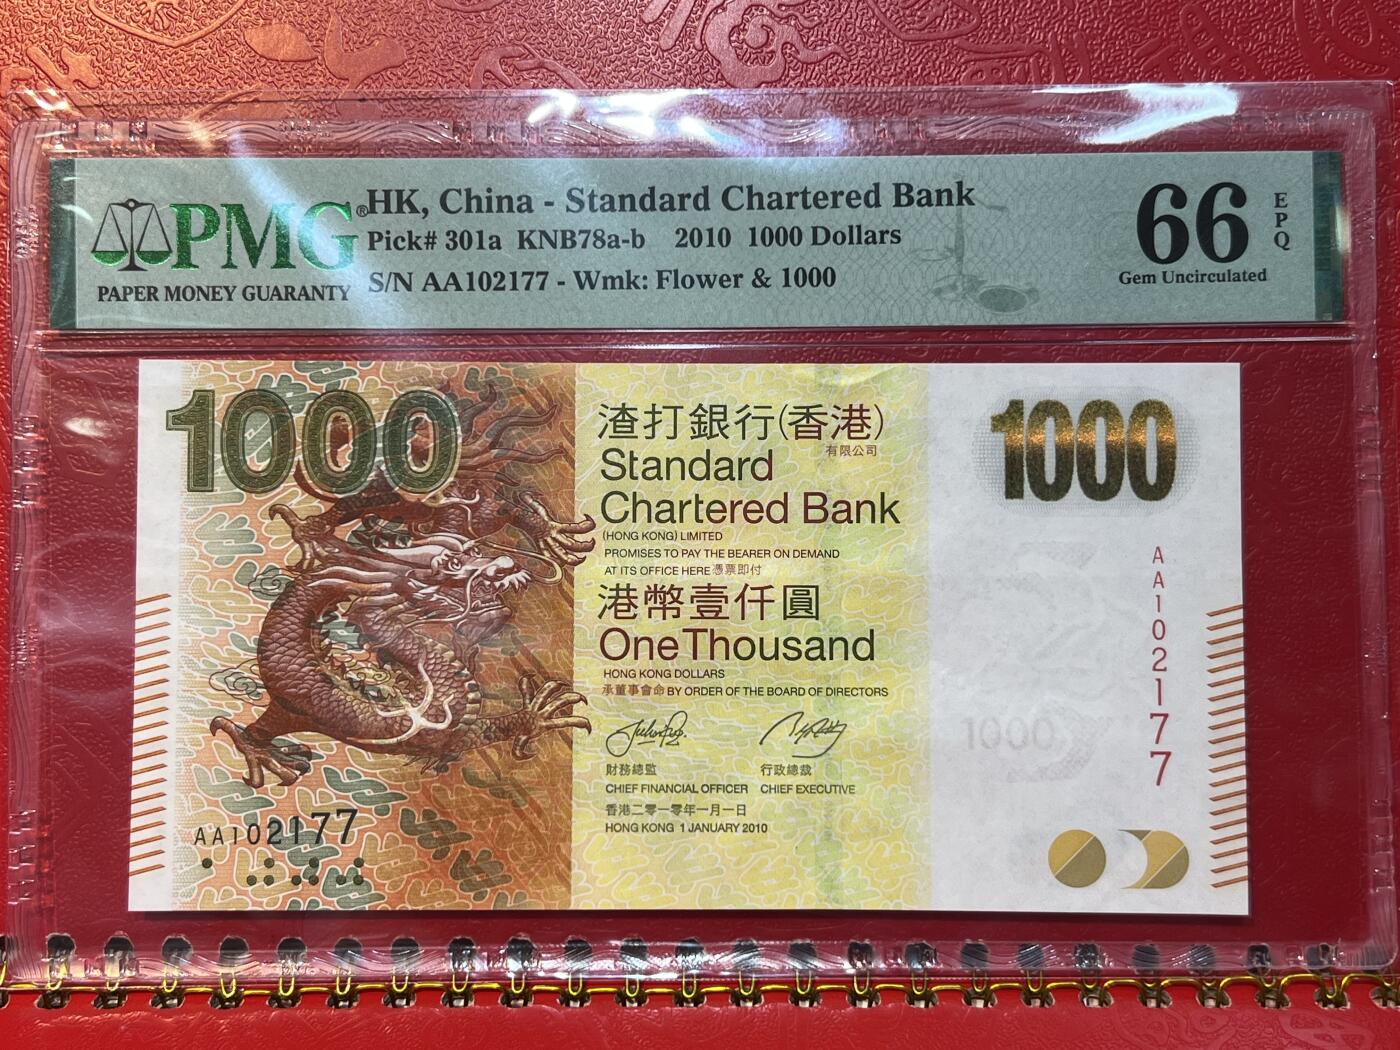 PMG®
PAPER MONEY GUARANTY
HK, China - Standard Chartered Bank
Pick# 301a KNB78a-b 2010 1000 Dollars
S/N AA102177 - Wmk: Flower & 1000
66 EPQ
Gem Uncirculated
1000
渣打銀行(香港)
有限公司
Standard
Chartered Bank
(HONG KONG) LIMITED
PROMISES TO PAY THE BEARER ON DEMAND
AT ITS OFFICE HERE 憑票即付
港幣壹仟圓
One Thousand
HONG KONG DOLLARS
承董事會命 BY ORDER OF THE BOARD OF DIRECTORS
財務總監 行政總裁
CHIEF FINANCIAL OFFICER CHIEF EXECUTIVE
香港二零一零年一月一日
HONG KONG 1 JANUARY 2010
AA102177
1000
AA102177
1000